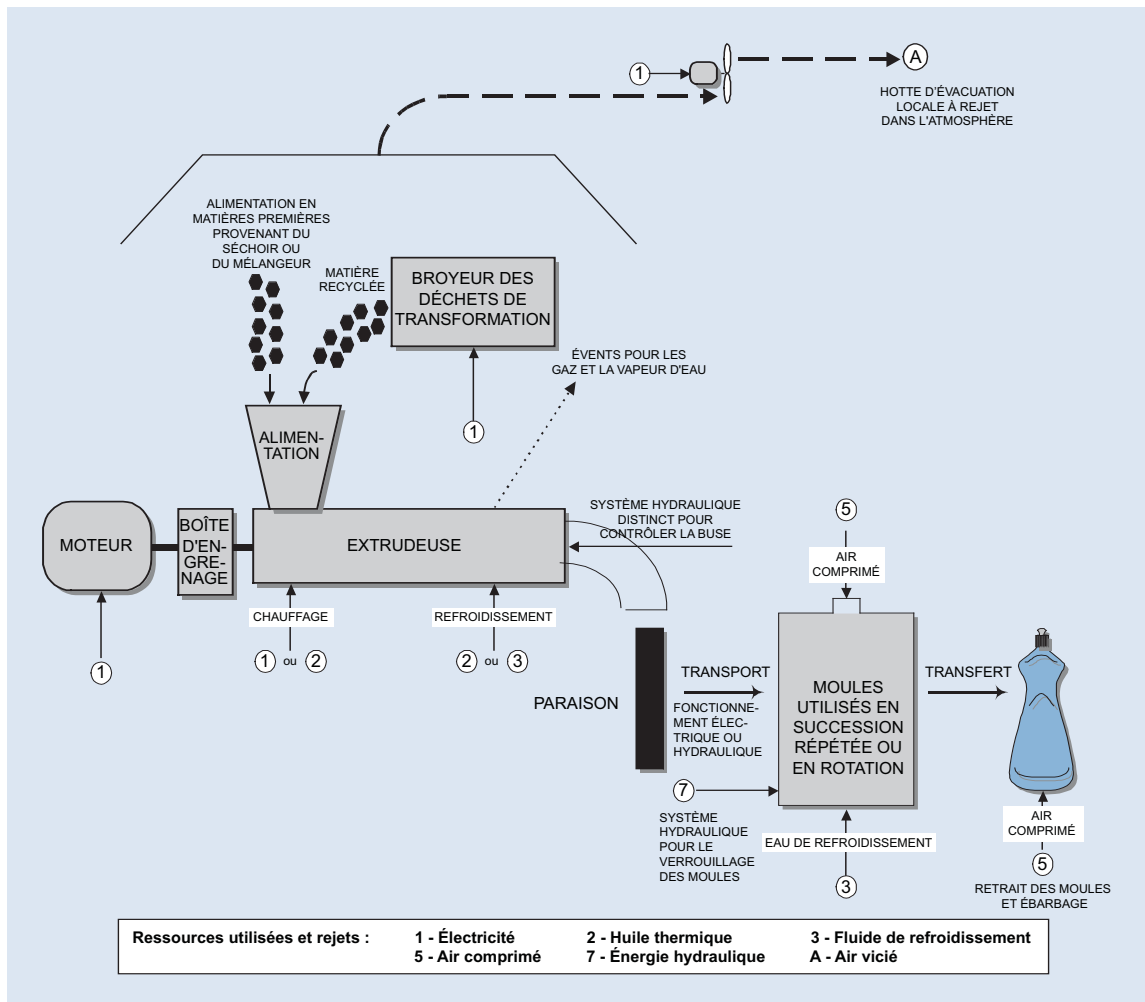 1
A
HOTTE D'ÉVACUATION
LOCALE À REJET
DANS L'ATMOSPHÈRE
ALIMENTATION EN
MATIÈRES PREMIÈRES
PROVENANT DU
SÉCHOIR OU
DU MÉLANGEUR
MATIÈRE
RECYCLÉE
BROYEUR DES
DÉCHETS DE
TRANSFORMATION
1
ÉVENTS POUR LES
GAZ ET LA VAPEUR D'EAU
ALIMEN-
TATION
MOTEUR
1
BOÎTE
D'EN-
GRE-
NAGE
EXTRUDEUSE
SYSTÈME HYDRAULIQUE
DISTINCT POUR
CONTRÔLER LA BUSE
CHAUFFAGE
1 ou 2
REFROIDISSEMENT
2 ou 3
PARAISON
TRANSPORT
FONCTIONNE-
MENT ÉLEC-
TRIQUE OU
HYDRAULIQUE
7
SYSTÈME
HYDRAULIQUE
POUR LE
VERROUILLAGE
DES MOULES
5
AIR
COMPRIMÉ
MOULES
UTILISÉS EN
SUCCESSION
RÉPÉTÉE OU
EN ROTATION
EAU DE REFROIDISSEMENT
3
TRANSFERT
AIR
COMPRIMÉ
5
RETRAIT DES MOULES
ET ÉBARBAGE
Ressources utilisées et rejets : 1 - Électricité 2 - Huile thermique 3 - Fluide de refroidissement
5 - Air comprimé 7 - Énergie hydraulique A - Air vicié